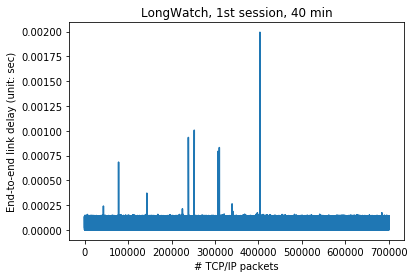 LongWatch, 1st session, 40 min
End-to-end link delay (unit: sec)
0.00200
0.00175
0.00150
0.00125
0.00100
0.00075
0.00050
0.00025
0.00000
0 100000 200000 300000 400000 500000 600000 700000
# TCP/IP packets